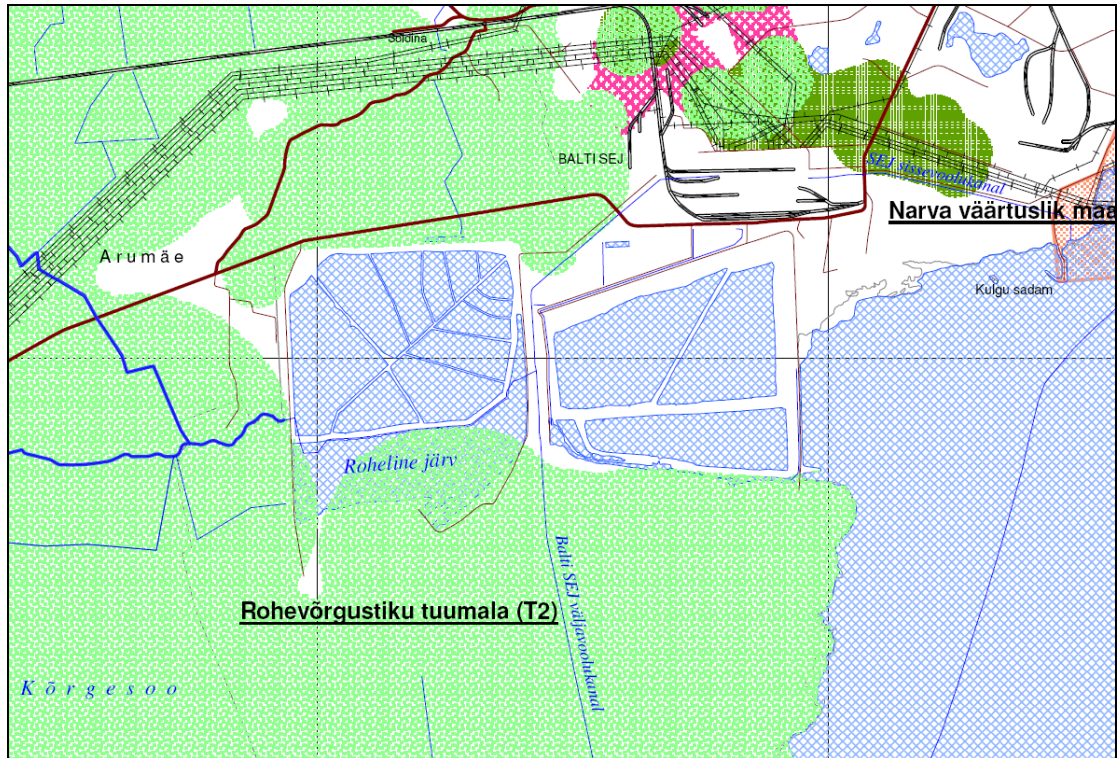 Soldina
BALTI SEJ
SEJ sissevoolukanal
Narva väärtuslik maa
Arumäe
Kulgu sadam
Roheline järv
Balti SEJ väljavoolukanal
Rohevõrgustiku tuumala (T2)
Kõrgesoo